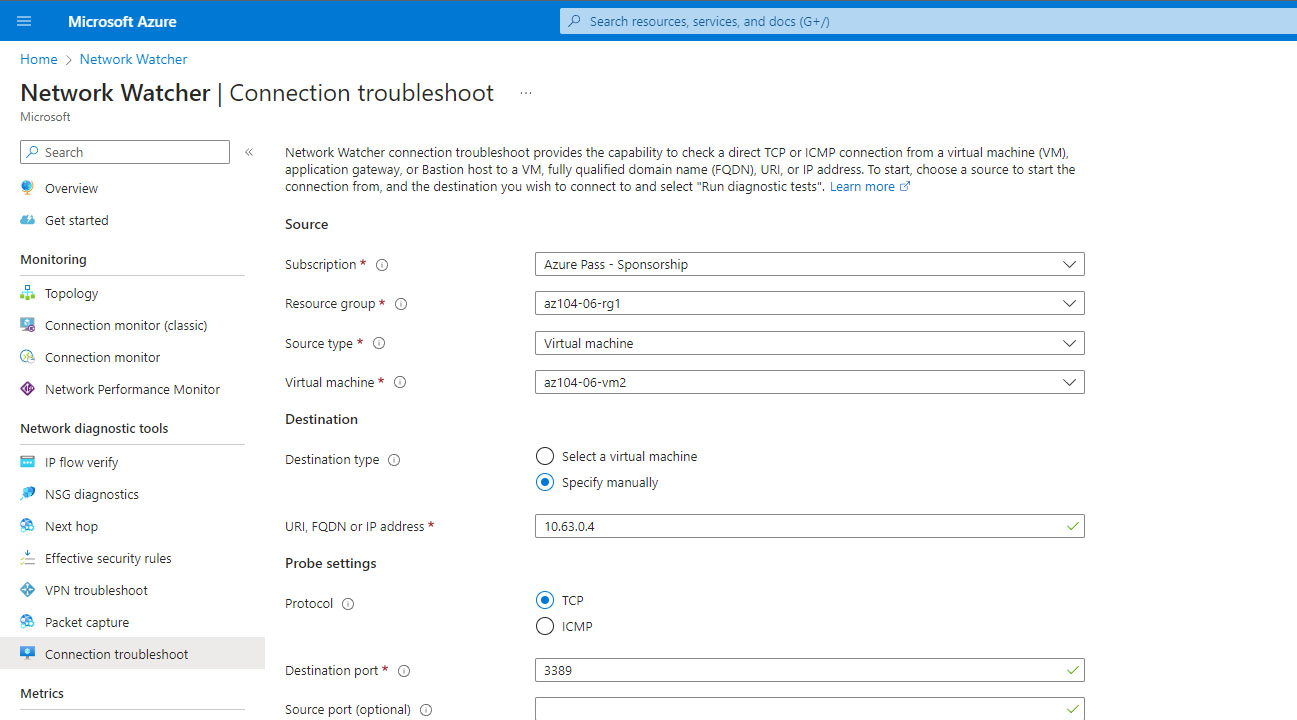 Microsoft Azure
Search resources, services, and docs (G+/)
Home > Network Watcher
Network Watcher | Connection troubleshoot ...
Microsoft
Search
«
Overview
Get started
Monitoring
Topology
Connection monitor (classic)
Connection monitor
Network Performance Monitor
Network diagnostic tools
IP flow verify
NSG diagnostics
Next hop
Effective security rules
VPN troubleshoot
Packet capture
Connection troubleshoot
Metrics
Network Watcher connection troubleshoot provides the capability to check a direct TCP or ICMP connection from a virtual machine (VM),
application gateway, or Bastion host to a VM, fully qualified domain name (FQDN), URI, or IP address. To start, choose a source to start the
connection from, and the destination you wish to connect to and select "Run diagnostic tests". Learn more
Source
Subscription * Azure Pass - Sponsorship
Resource group * az104-06-rg1
Source type * Virtual machine
Virtual machine * az104-06-vm2
Destination
Destination type Select a virtual machine
Specify manually
URI, FQDN or IP address * 10.63.0.4
Probe settings
Protocol TCP
ICMP
Destination port * 3389
Source port (optional)